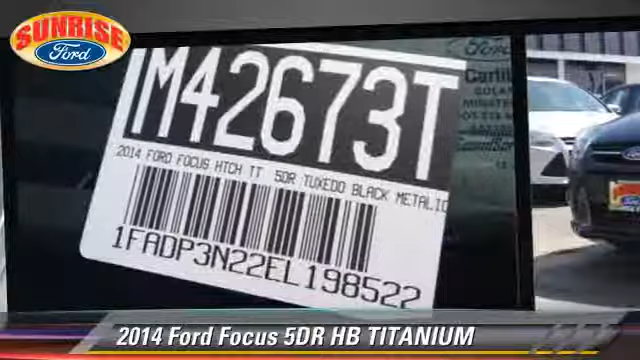 SUNRISE
Ford
M42673T
2014 FORD FOCUS HTCH TT 5DR TUXEDO BLACK METALIC
1FADP3N22EL198522
Ford
2014 Ford Focus 5DR HB TITANIUM